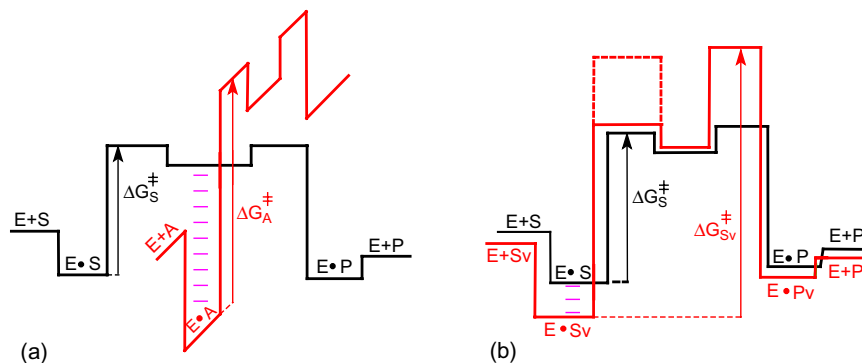 E+S
ΔG‡S
E•S
E+A
E•A
ΔG‡A
E•P
E+P
(a)
E+S
E+Sv
E•S
ΔG‡S
E•Sv
ΔG‡Sv
E•P
E+P
E•Pv
E+P
(b)